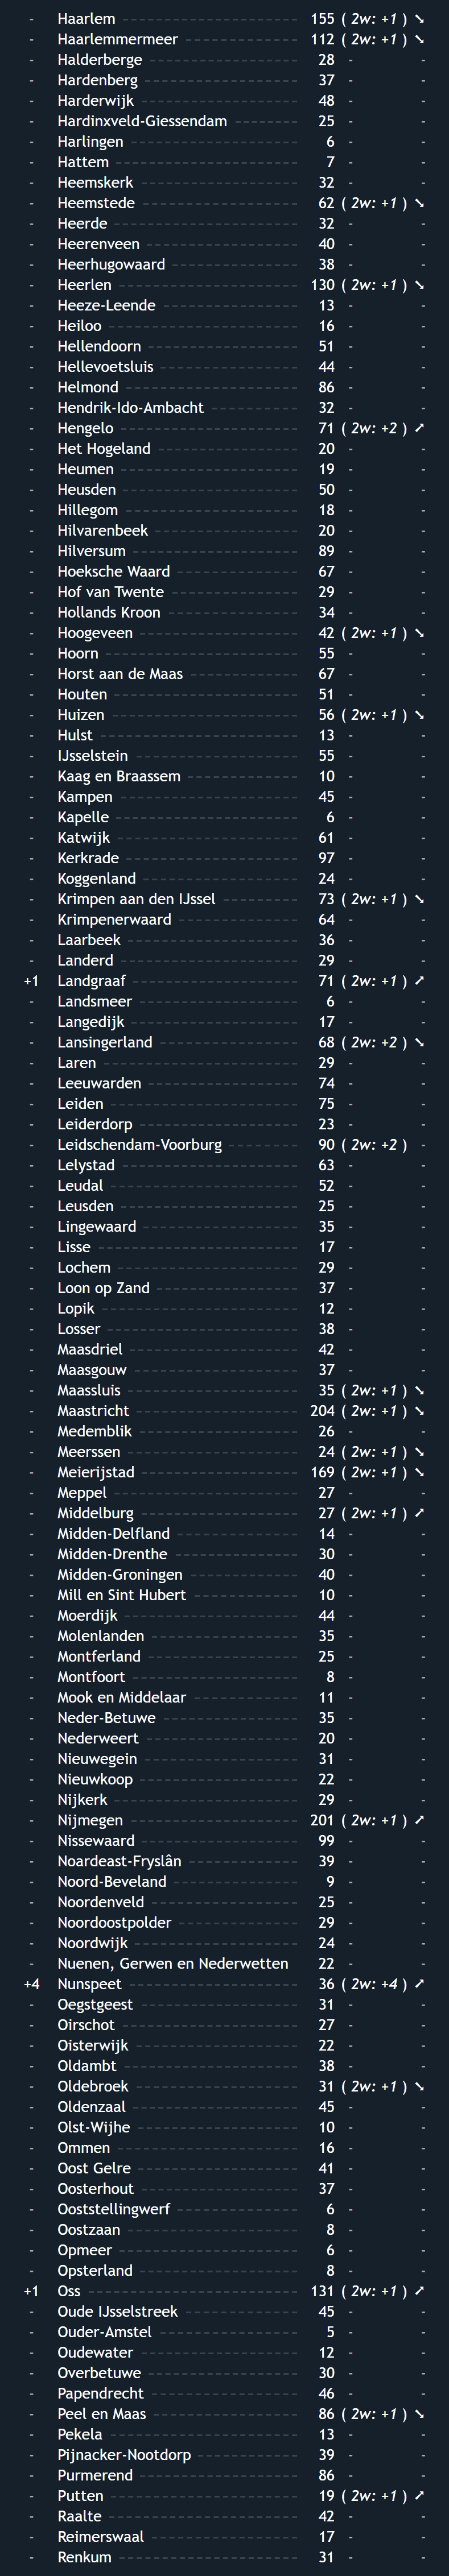 - Haarlem 155 ( 2w: +1 ) ➘
- Haarlemmermeer 112 ( 2w: +1 ) ➘
- Halderberge 28 - -
- Hardenberg 37 - -
- Harderwijk 48 - -
- Hardinxveld-Giessendam 25 - -
- Harlingen 6 - -
- Hattem 7 - -
- Heemskerk 32 - -
- Heemstede 62 ( 2w: +1 ) ➘
- Heerde 32 - -
- Heerenveen 40 - -
- Heerhugowaard 38 - -
- Heerlen 130 ( 2w: +1 ) ➘
- Heeze-Leende 13 - -
- Heiloo 16 - -
- Hellendoorn 51 - -
- Hellevoetsluis 44 - -
- Helmond 86 - -
- Hendrik-Ido-Ambacht 32 - -
- Hengelo 71 ( 2w: +2 ) ➚
- Het Hogeland 20 - -
- Heumen 19 - -
- Heusden 50 - -
- Hillegom 18 - -
- Hilvarenbeek 20 - -
- Hilversum 89 - -
- Hoeksche Waard 67 - -
- Hof van Twente 29 - -
- Hollands Kroon 34 - -
- Hoogeveen 42 ( 2w: +1 ) ➘
- Hoorn 55 - -
- Horst aan de Maas 67 - -
- Houten 51 - -
- Huizen 56 ( 2w: +1 ) ➘
- Hulst 13 - -
- IJsselstein 55 - -
- Kaag en Braassem 10 - -
- Kampen 45 - -
- Kapelle 6 - -
- Katwijk 61 - -
- Kerkrade 97 - -
- Koggenland 24 - -
- Krimpen aan den IJssel 73 ( 2w: +1 ) ➘
- Krimpenerwaard 64 - -
- Laarbeek 36 - -
- Landerd 29 - -
+1 Landgraaf 71 ( 2w: +1 ) ➚
- Landsmeer 6 - -
- Langedijk 17 - -
- Lansingerland 68 ( 2w: +2 ) ➘
- Laren 29 - -
- Leeuwarden 74 - -
- Leiden 75 - -
- Leiderdorp 23 - -
- Leidschendam-Voorburg 90 ( 2w: +2 ) -
- Lelystad 63 - -
- Leudal 52 - -
- Leusden 25 - -
- Lingewaard 35 - -
- Lisse 17 - -
- Lochem 29 - -
- Loon op Zand 37 - -
- Lopik 12 - -
- Losser 38 - -
- Maasdriel 42 - -
- Maasgouw 37 - -
- Maassluis 35 ( 2w: +1 ) ➘
- Maastricht 204 ( 2w: +1 ) ➘
- Medemblik 26 - -
- Meerssen 24 ( 2w: +1 ) ➘
- Meierijstad 169 ( 2w: +1 ) ➘
- Meppel 27 - -
- Middelburg 27 ( 2w: +1 ) ➚
- Midden-Delfland 14 - -
- Midden-Drenthe 30 - -
- Midden-Groningen 40 - -
- Mill en Sint Hubert 10 - -
- Moerdijk 44 - -
- Molenlanden 35 - -
- Montferland 25 - -
- Montfoort 8 - -
- Mook en Middelaar 11 - -
- Neder-Betuwe 35 - -
- Nederweert 20 - -
- Nieuwegein 31 - -
- Nieuwkoop 22 - -
- Nijkerk 29 - -
- Nijmegen 201 ( 2w: +1 ) ➚
- Nissewaard 99 - -
- Noardeast-Fryslân 39 - -
- Noord-Beveland 9 - -
- Noordenveld 25 - -
- Noordoostpolder 29 - -
- Noordwijk 24 - -
- Nuenen, Gerwen en Nederwetten 22 - -
+4 Nunspeet 36 ( 2w: +4 ) ➚
- Oegstgeest 31 - -
- Oirschot 27 - -
- Oisterwijk 22 - -
- Oldambt 38 - -
- Oldebroek 31 ( 2w: +1 ) ➘
- Oldenzaal 45 - -
- Olst-Wijhe 10 - -
- Ommen 16 - -
- Oost Gelre 41 - -
- Oosterhout 37 - -
- Ooststellingwerf 6 - -
- Oostzaan 8 - -
- Opmeer 6 - -
- Opsterland 8 - -
+1 Oss 131 ( 2w: +1 ) ➚
- Oude IJsselstreek 45 - -
- Ouder-Amstel 5 - -
- Oudewater 12 - -
- Overbetuwe 30 - -
- Papendrecht 46 - -
- Peel en Maas 86 ( 2w: +1 ) ➘
- Pekela 13 - -
- Pijnacker-Nootdorp 39 - -
- Purmerend 86 - -
- Putten 19 ( 2w: +1 ) ➚
- Raalte 42 - -
- Reimerswaal 17 - -
- Renkum 31 - -